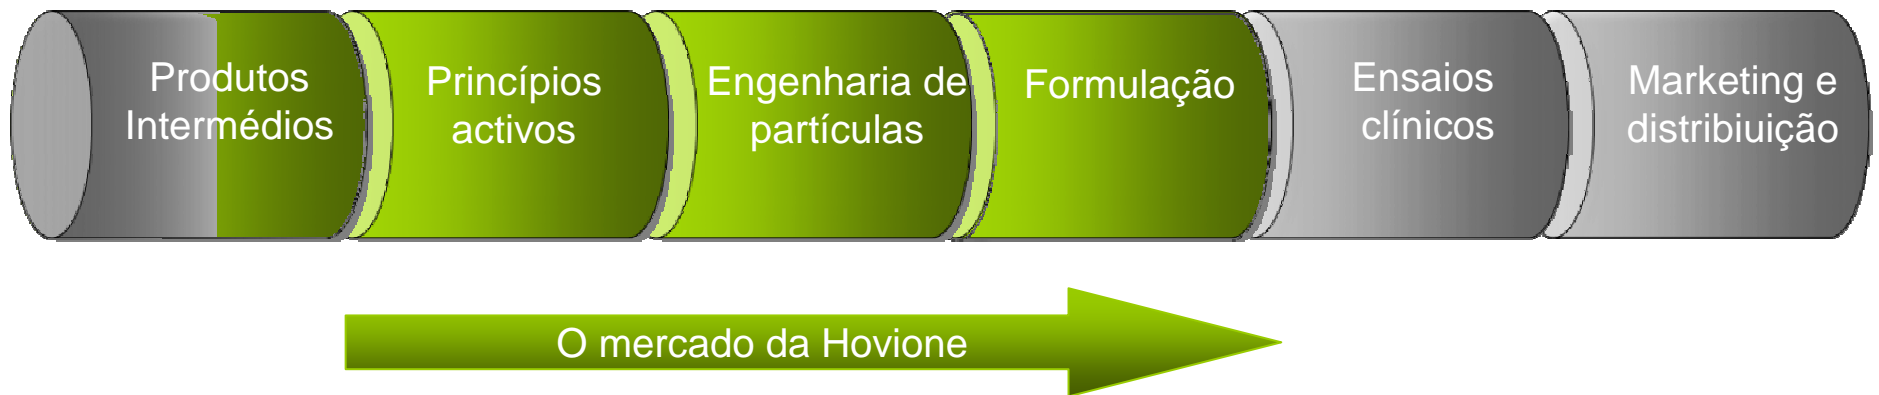 Produtos
Intermédios
Princípios
activos
Engenharia de
partículas
Formulação
Ensaios
clínicos
Marketing e
distribiuição
O mercado da Hovione